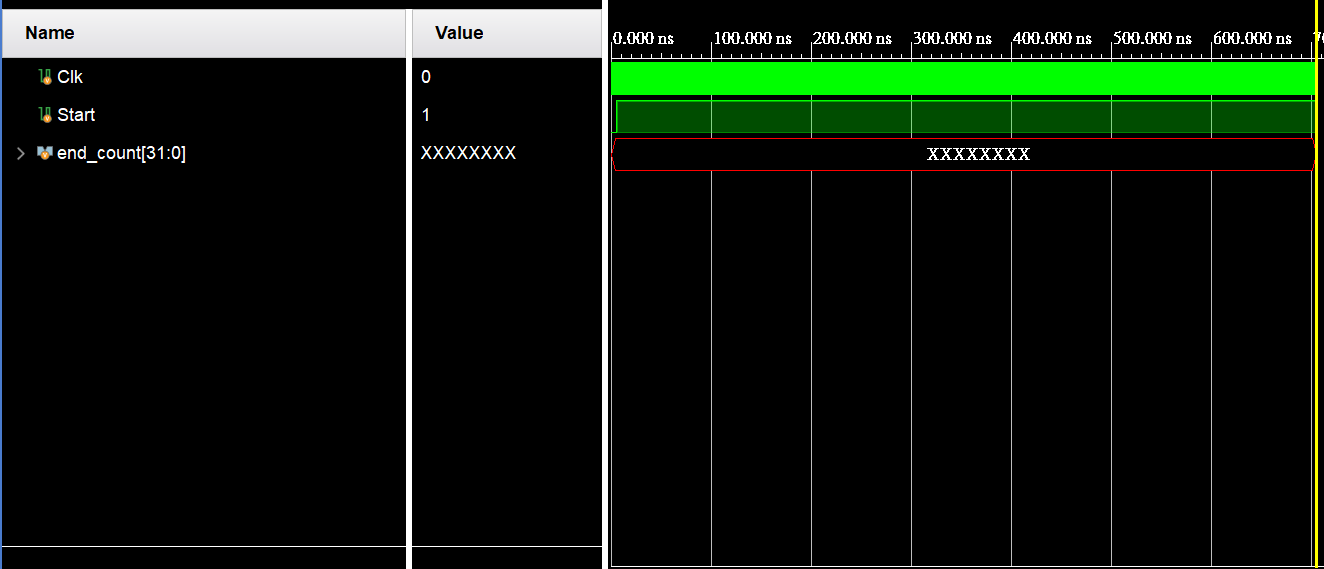 Name Value
0.000 ns 100.000 ns 200.000 ns 300.000 ns 400.000 ns 500.000 ns 600.000 ns
Clk 0
Start 1
end_count[31:0] XXXXXXXX XXXXXXXX